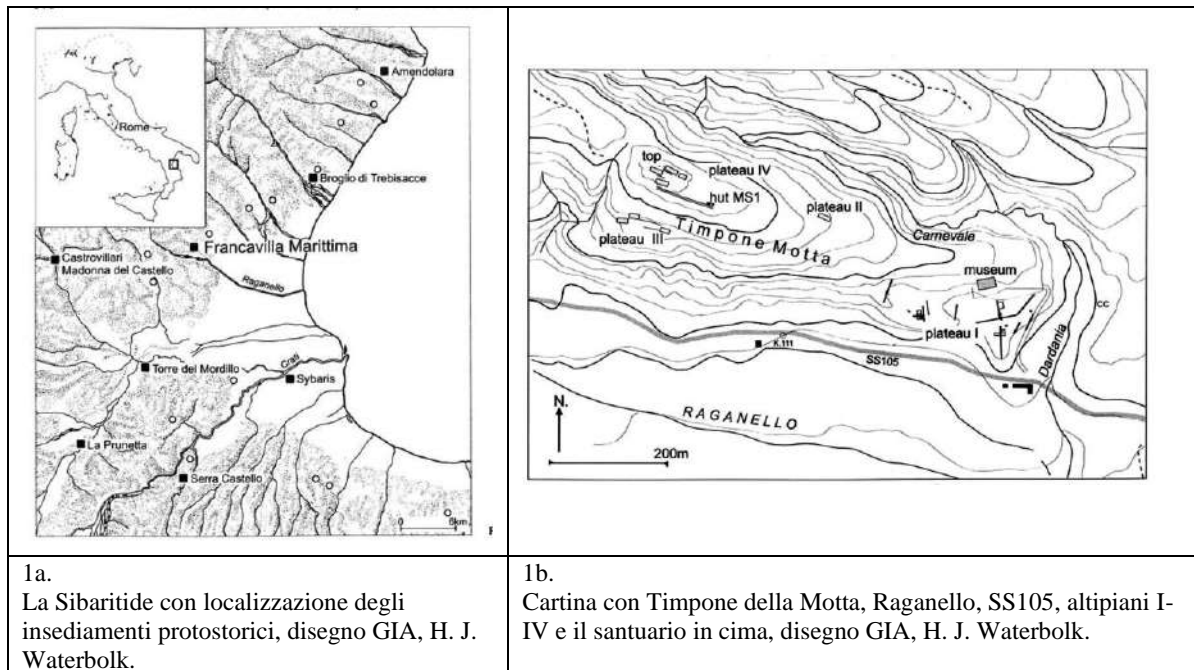 Rome
Amendolara
Broglio di Trebisacce
Francavilla Marittima
Castrovillari
Madonna del Castello
Raganello
Torre del Mordillo
Crati
Sybaris
La Prunetta
Serra Castello
0 6km
top
plateau IV
hut MS1
plateau II
plateau III
Timpone Motta
Carnevale
museum
cc
plateau I
Dardania
K.111
SS105
N.
RAGANELLO
200m
1a.
La Sibaritide con localizzazione degli
insediamenti protostorici, disegno GIA, H. J.
Waterbolk.
1b.
Cartina con Timpone della Motta, Raganello, SS105, altipiani I-
IV e il santuario in cima, disegno GIA, H. J. Waterbolk.